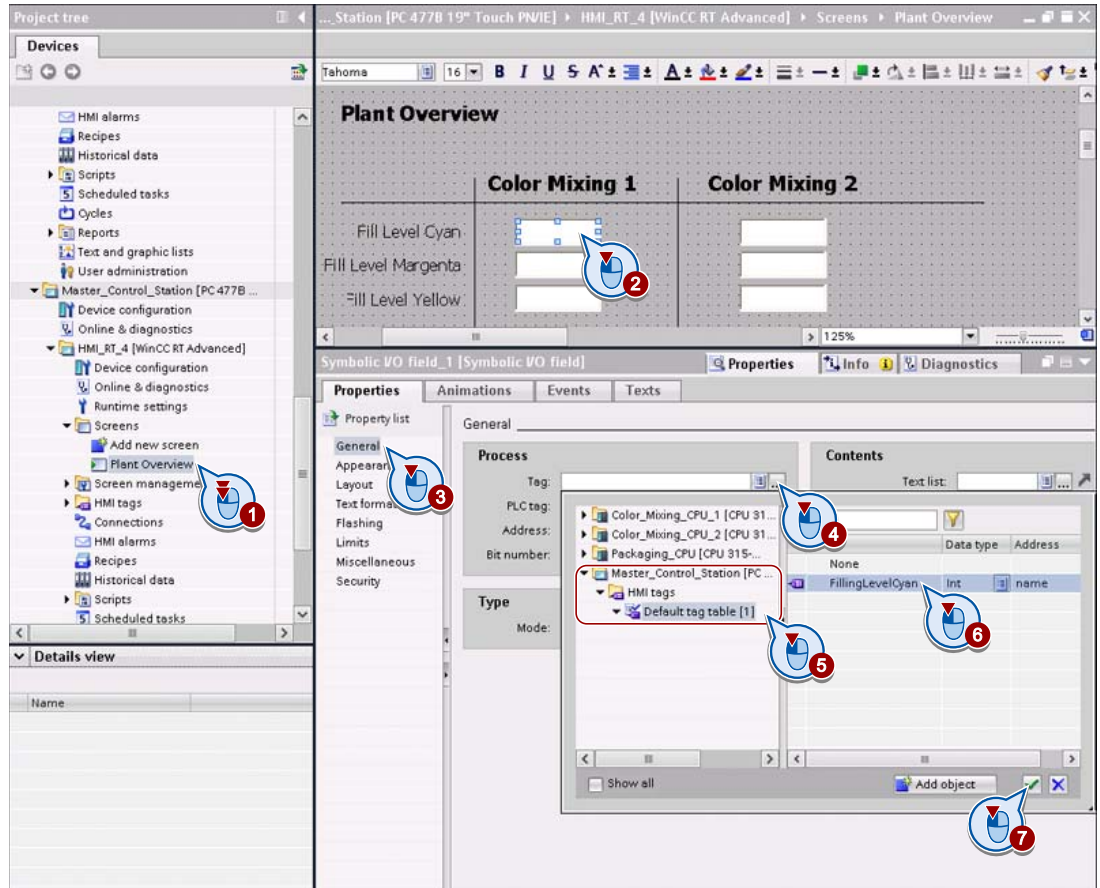 Project tree
Devices
HMI alarms
Recipes
Historical data
Scripts
Scheduled tasks
Cycles
Reports
Text and graphic lists
User administration
Master_Control_Station [PC 477B ...
Device configuration
Online & diagnostics
HMI_RT_4 [WinCC RT Advanced]
Device configuration
Online & diagnostics
Runtime settings
Screens
Add new screen
Plant Overview
1
Screen manageme
HMI tags
Connections
HMI alarms
Recipes
Historical data
Scripts
Scheduled tasks
Details view
Name
..._Station [PC 477B 19" Touch PN/IE] HMI_RT_4 [WinCC RT Advanced] Screens Plant Overview
Tahoma 16 B I U S A A
Plant Overview
Color Mixing 1 Color Mixing 2
Fill Level Cyan
Fill Level Margenta
Fill Level Yellow
2
125%
Symbolic I/O field_1 [Symbolic I/O field] Properties Info Diagnostics
Properties Animations Events Texts
Property list
General
Appearan
Layout
Text forma
Flashing
Limits
Miscellaneous
Security
3
General
Process
Tag: ...
PLC tag:
Address:
Bit number:
Type
Mode:
Contents
Text list: ...
4
Color_Mixing_CPU_1 [CPU 31...
Color_Mixing_CPU_2 [CPU 31...
Packaging_CPU [CPU 315-...
Master_Control_Station [PC ...
HMI tags
Default tag table [1]
5
Data type Address
None
FillingLevelCyan Int name
6
Show all
Add object
7